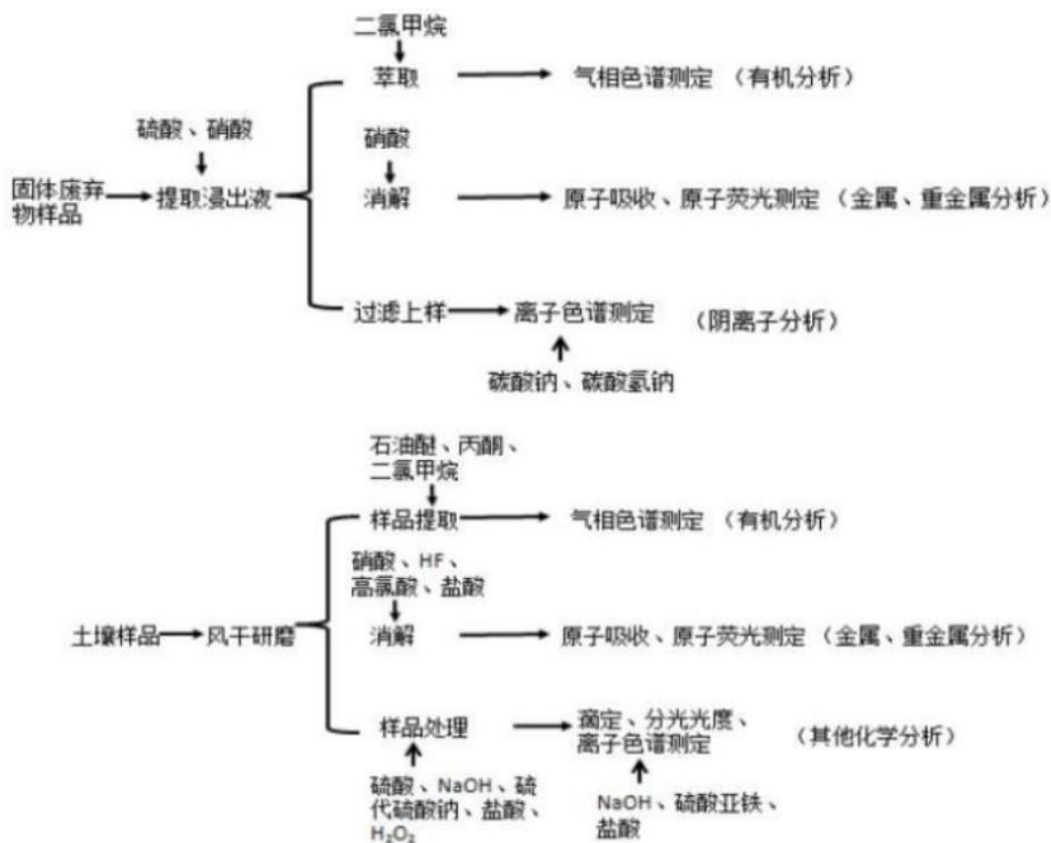 二氯甲烷
萃取
气相色谱测定 （有机分析）
硫酸、硝酸
硝酸
固体废弃
物样品
提取浸出液
消解
原子吸收、原子荧光测定 （金属、重金属分析）
过滤上样
离子色谱测定
（阴离子分析）
碳酸钠、碳酸氢钠
石油醚、丙酮、
二氯甲烷
样品提取
气相色谱测定 （有机分析）
硝酸、HF、
高氯酸、盐酸
土壤样品
风干研磨
消解
原子吸收、原子荧光测定 （金属、重金属分析）
样品处理
滴定、分光光度、
离子色谱测定
（其他化学分析）
硫酸、NaOH、硫
代硫酸钠、盐酸、
H₂O₂
NaOH、硫酸亚铁、
盐酸